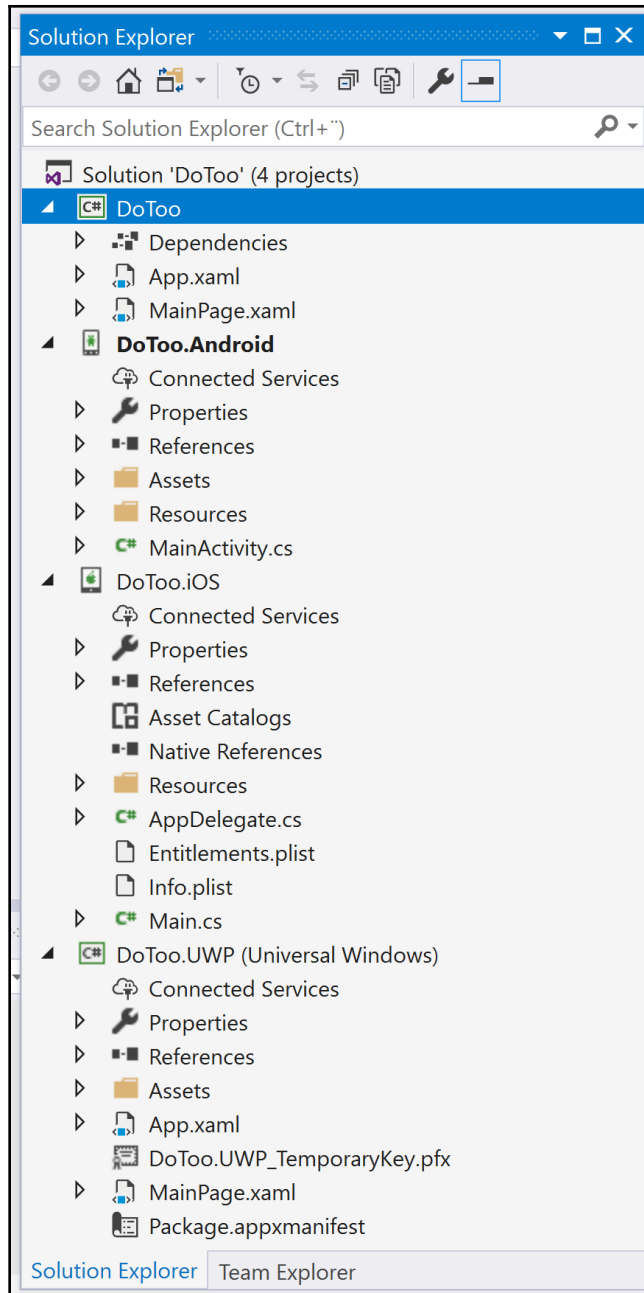 Solution Explorer
Search Solution Explorer (Ctrl+¨)
Solution 'DoToo' (4 projects)
C# DoToo
Dependencies
App.xaml
MainPage.xaml
DoToo.Android
Connected Services
Properties
References
Assets
Resources
C# MainActivity.cs
DoToo.iOS
Connected Services
Properties
References
Asset Catalogs
Native References
Resources
C# AppDelegate.cs
Entitlements.plist
Info.plist
C# Main.cs
C# DoToo.UWP (Universal Windows)
Connected Services
Properties
References
Assets
App.xaml
DoToo.UWP_TemporaryKey.pfx
MainPage.xaml
Package.appxmanifest
Solution Explorer Team Explorer